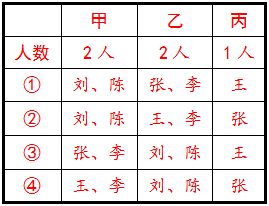 甲 乙 丙
人数 2人 2人 1人
① 刘、陈 张、李 王
② 刘、陈 王、李 张
③ 张、李 刘、陈 王
④ 王、李 刘、陈 张